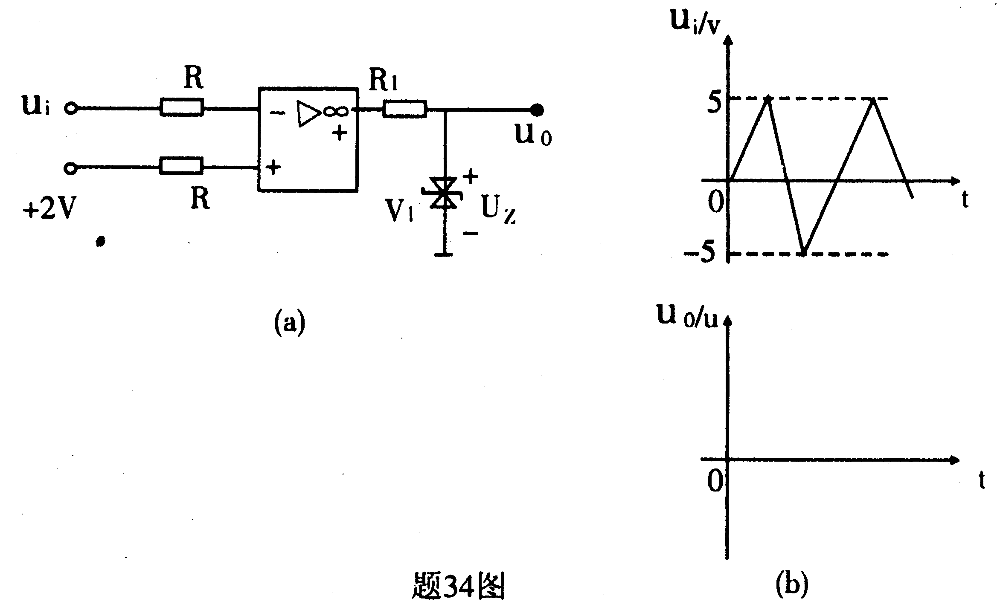 R
R1
ui
− ▷ ∞
+
+
u0
+2V
R
V1
+
UZ
−
(a)
ui/v
5
0
t
−5
u0/u
0
t
(b)
题34图